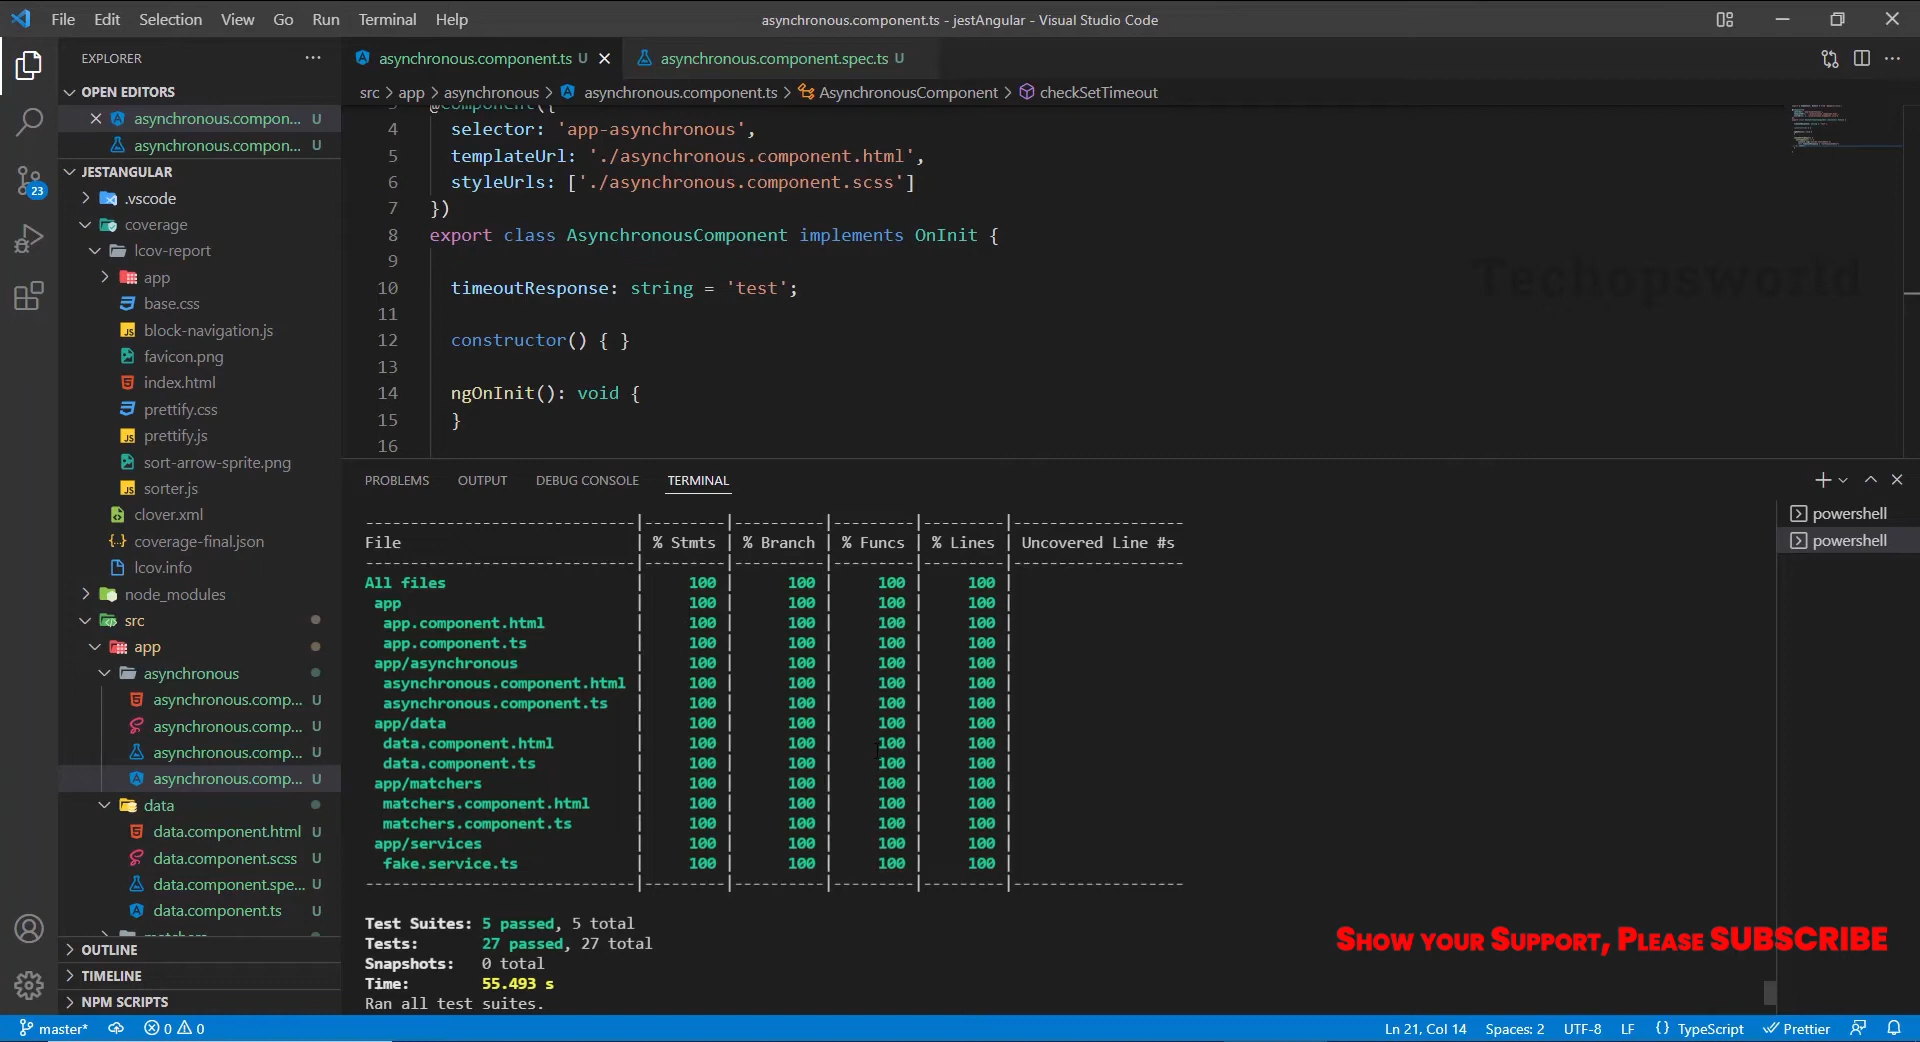 File Edit Selection View Go Run Terminal Help
asynchronous.component.ts - jestAngular - Visual Studio Code
EXPLORER
OPEN EDITORS
asynchronous.compon... U
asynchronous.compon... U
23
JESTANGULAR
.vscode
coverage
lcov-report
app
base.css
block-navigation.js
favicon.png
index.html
prettify.css
prettify.js
sort-arrow-sprite.png
sorter.js
clover.xml
coverage-final.json
lcov.info
node_modules
src
app
asynchronous
asynchronous.comp... U
asynchronous.comp... U
asynchronous.comp... U
asynchronous.comp... U
data
data.component.html U
data.component.scss U
data.component.spe... U
data.component.ts U
OUTLINE
TIMELINE
NPM SCRIPTS
asynchronous.component.ts U
asynchronous.component.spec.ts U
src > app > asynchronous > asynchronous.component.ts > AsynchronousComponent > checkSetTimeout
@Component({
4 selector: 'app-asynchronous',
5 templateUrl: './asynchronous.component.html',
6 styleUrls: ['./asynchronous.component.scss']
7 })
8 export class AsynchronousComponent implements OnInit {
9
10 timeoutResponse: string = 'test';
11
12 constructor() { }
13
14 ngOnInit(): void {
15 }
16
Techopsworld
PROBLEMS OUTPUT DEBUG CONSOLE TERMINAL
powershell
powershell
-----------------------------|---------|----------|---------|---------|-------------------
File | % Stmts | % Branch | % Funcs | % Lines | Uncovered Line #s
-----------------------------|---------|----------|---------|---------|-------------------
All files | 100 | 100 | 100 | 100 |
app | 100 | 100 | 100 | 100 |
app.component.html | 100 | 100 | 100 | 100 |
app.component.ts | 100 | 100 | 100 | 100 |
app/asynchronous | 100 | 100 | 100 | 100 |
asynchronous.component.html | 100 | 100 | 100 | 100 |
asynchronous.component.ts | 100 | 100 | 100 | 100 |
app/data | 100 | 100 | 100 | 100 |
data.component.html | 100 | 100 | 100 | 100 |
data.component.ts | 100 | 100 | 100 | 100 |
app/matchers | 100 | 100 | 100 | 100 |
matchers.component.html | 100 | 100 | 100 | 100 |
matchers.component.ts | 100 | 100 | 100 | 100 |
app/services | 100 | 100 | 100 | 100 |
fake.service.ts | 100 | 100 | 100 | 100 |
-----------------------------|---------|----------|---------|---------|-------------------
Test Suites: 5 passed, 5 total
Tests: 27 passed, 27 total
Snapshots: 0 total
Time: 55.493 s
Ran all test suites.
Show your Support, Please SUBSCRIBE
master* 0 0 Ln 21, Col 14 Spaces: 2 UTF-8 LF {} TypeScript Prettier